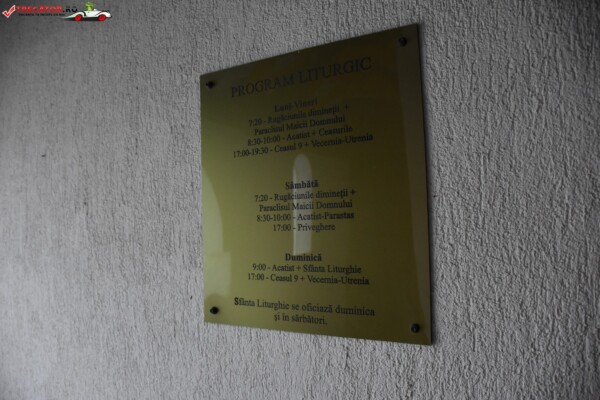 TRECATOR.RO
PROGRAM LITURGIC
Luni-Vineri
7:20 - Rugăciunile dimineții +
Paraclisul Maicii Domnului
8:30-10:00 - Acatist + Ceasurile
17:00-19:30 - Ceasul 9 + Vecernia-Utrenia
Sâmbătă
7:20 - Rugăciunile dimineții +
Paraclisul Maicii Domnului
8:30-10:00 - Acatist-Parastas
17:00 - Priveghere
Duminică
9:00 - Acatist + Sfânta Liturghie
17:00 - Ceasul 9 + Vecernia-Utrenia
Sfânta Liturghie se oficiază duminica
și în sărbători.